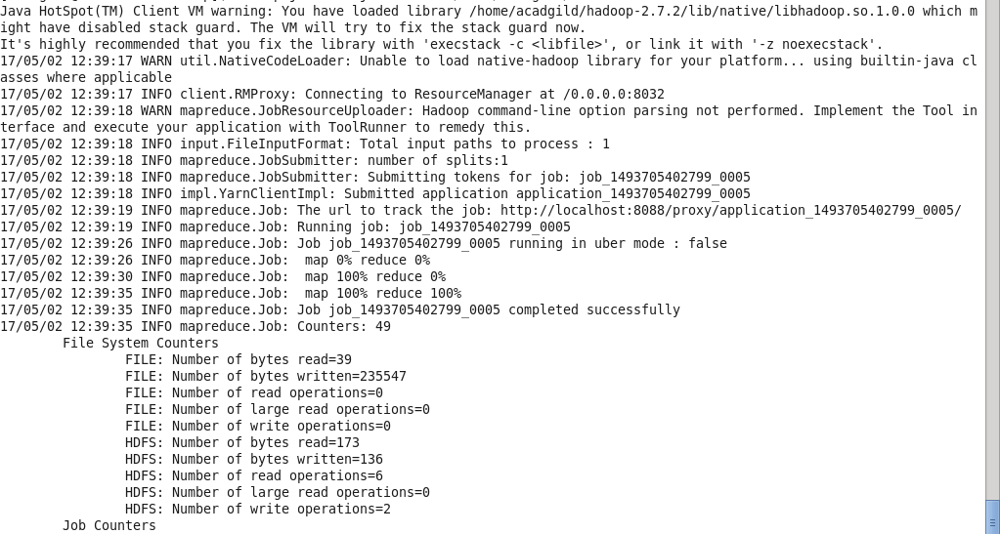 Java HotSpot(TM) Client VM warning: You have loaded library /home/acadgild/hadoop-2.7.2/lib/native/libhadoop.so.1.0.0 which m
ight have disabled stack guard. The VM will try to fix the stack guard now.
It's highly recommended that you fix the library with 'execstack -c <libfile>', or link it with '-z noexecstack'.
17/05/02 12:39:17 WARN util.NativeCodeLoader: Unable to load native-hadoop library for your platform... using builtin-java cl
asses where applicable
17/05/02 12:39:17 INFO client.RMProxy: Connecting to ResourceManager at /0.0.0.0:8032
17/05/02 12:39:18 WARN mapreduce.JobResourceUploader: Hadoop command-line option parsing not performed. Implement the Tool in
terface and execute your application with ToolRunner to remedy this.
17/05/02 12:39:18 INFO input.FileInputFormat: Total input paths to process : 1
17/05/02 12:39:18 INFO mapreduce.JobSubmitter: number of splits:1
17/05/02 12:39:18 INFO mapreduce.JobSubmitter: Submitting tokens for job: job_1493705402799_0005
17/05/02 12:39:18 INFO impl.YarnClientImpl: Submitted application application_1493705402799_0005
17/05/02 12:39:19 INFO mapreduce.Job: The url to track the job: http://localhost:8088/proxy/application_1493705402799_0005/
17/05/02 12:39:19 INFO mapreduce.Job: Running job: job_1493705402799_0005
17/05/02 12:39:26 INFO mapreduce.Job: Job job_1493705402799_0005 running in uber mode : false
17/05/02 12:39:26 INFO mapreduce.Job:  map 0% reduce 0%
17/05/02 12:39:30 INFO mapreduce.Job:  map 100% reduce 0%
17/05/02 12:39:35 INFO mapreduce.Job:  map 100% reduce 100%
17/05/02 12:39:35 INFO mapreduce.Job: Job job_1493705402799_0005 completed successfully
17/05/02 12:39:35 INFO mapreduce.Job: Counters: 49
File System Counters
FILE: Number of bytes read=39
FILE: Number of bytes written=235547
FILE: Number of read operations=0
FILE: Number of large read operations=0
FILE: Number of write operations=0
HDFS: Number of bytes read=173
HDFS: Number of bytes written=136
HDFS: Number of read operations=6
HDFS: Number of large read operations=0
HDFS: Number of write operations=2
Job Counters